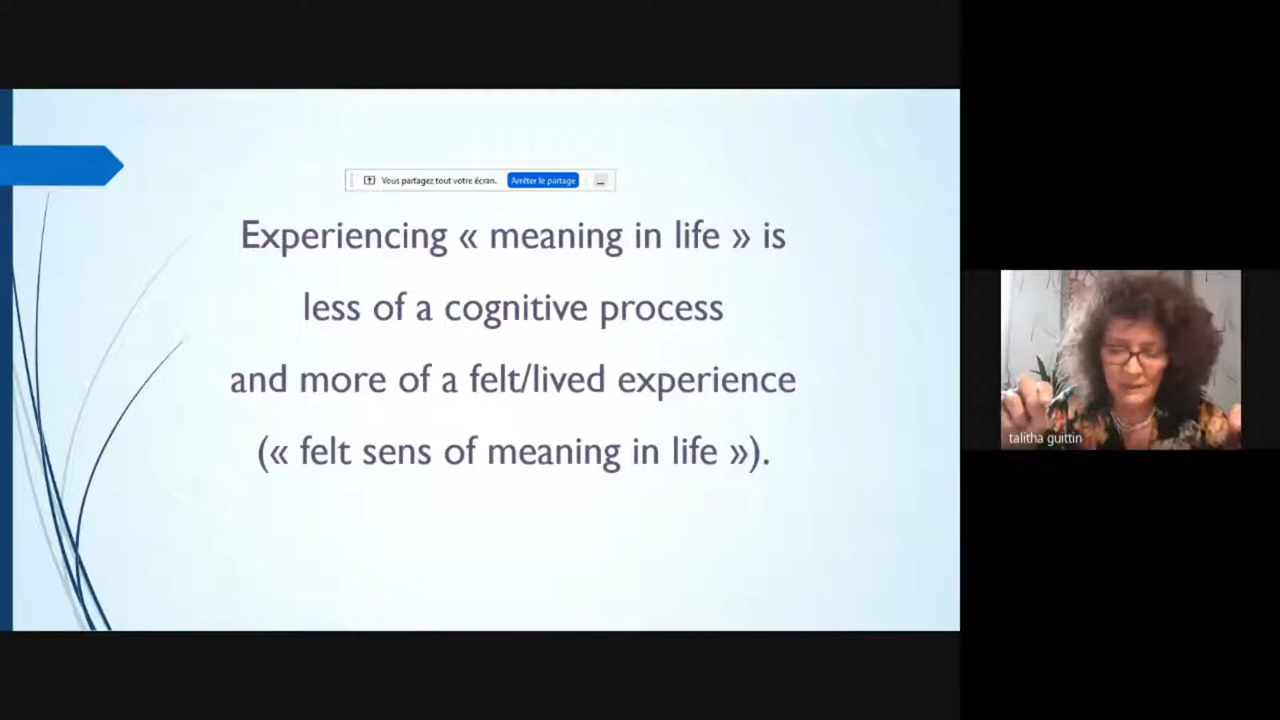 Vous partagez tout votre écran. Arrêter le partage
Experiencing « meaning in life » is
less of a cognitive process
and more of a felt/lived experience
(« felt sens of meaning in life »).
talitha guittin